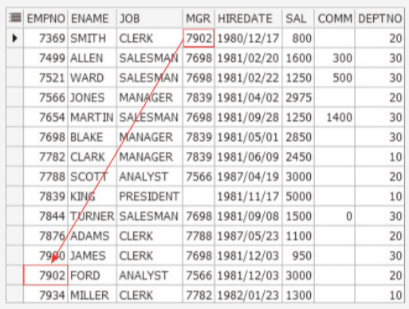 EMPNO ENAME JOB MGR HIREDATE SAL COMM DEPTNO
7369 SMITH CLERK 7902 1980/12/17 800 20
7499 ALLEN SALESMAN 7698 1981/02/20 1600 300 30
7521 WARD SALESMAN 7698 1981/02/22 1250 500 30
7566 JONES MANAGER 7839 1981/04/02 2975 20
7654 MARTIN SALESMAN 7698 1981/09/28 1250 1400 30
7698 BLAKE MANAGER 7839 1981/05/01 2850 30
7782 CLARK MANAGER 7839 1981/06/09 2450 10
7788 SCOTT ANALYST 7566 1987/04/19 3000 20
7839 KING PRESIDENT 1981/11/17 5000 10
7844 TURNER SALESMAN 7698 1981/09/08 1500 0 30
7876 ADAMS CLERK 7788 1987/05/23 1100 20
7900 JAMES CLERK 7698 1981/12/03 950 30
7902 FORD ANALYST 7566 1981/12/03 3000 20
7934 MILLER CLERK 7782 1982/01/23 1300 10